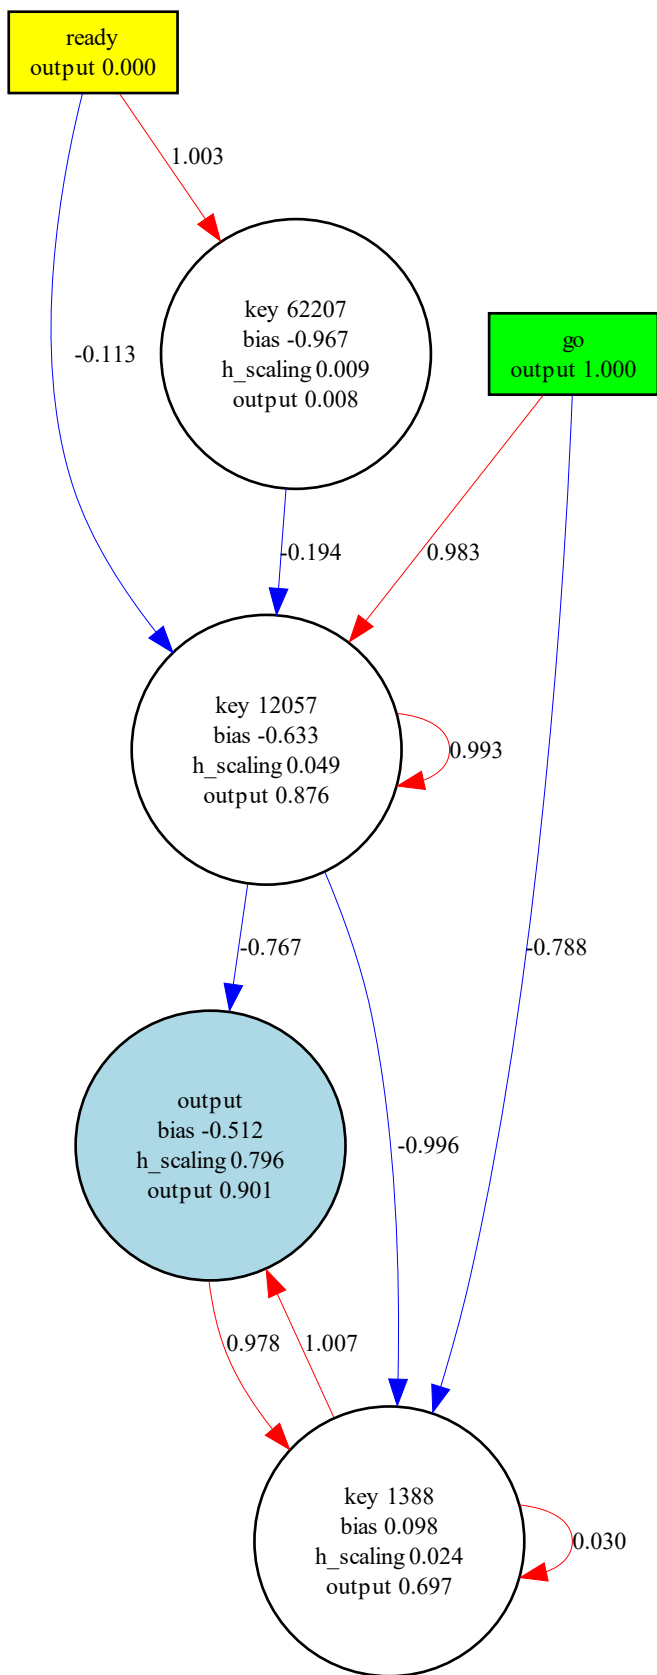 ready
output 0.000
1.003
-0.113
key 62207
bias -0.967
h_scaling 0.009
output 0.008
go
output 1.000
-0.194
0.983
key 12057
bias -0.633
h_scaling 0.049
output 0.876
0.993
-0.767
-0.788
output
bias -0.512
h_scaling 0.796
output 0.901
-0.996
0.978
1.007
key 1388
bias 0.098
h_scaling 0.024
output 0.697
0.030